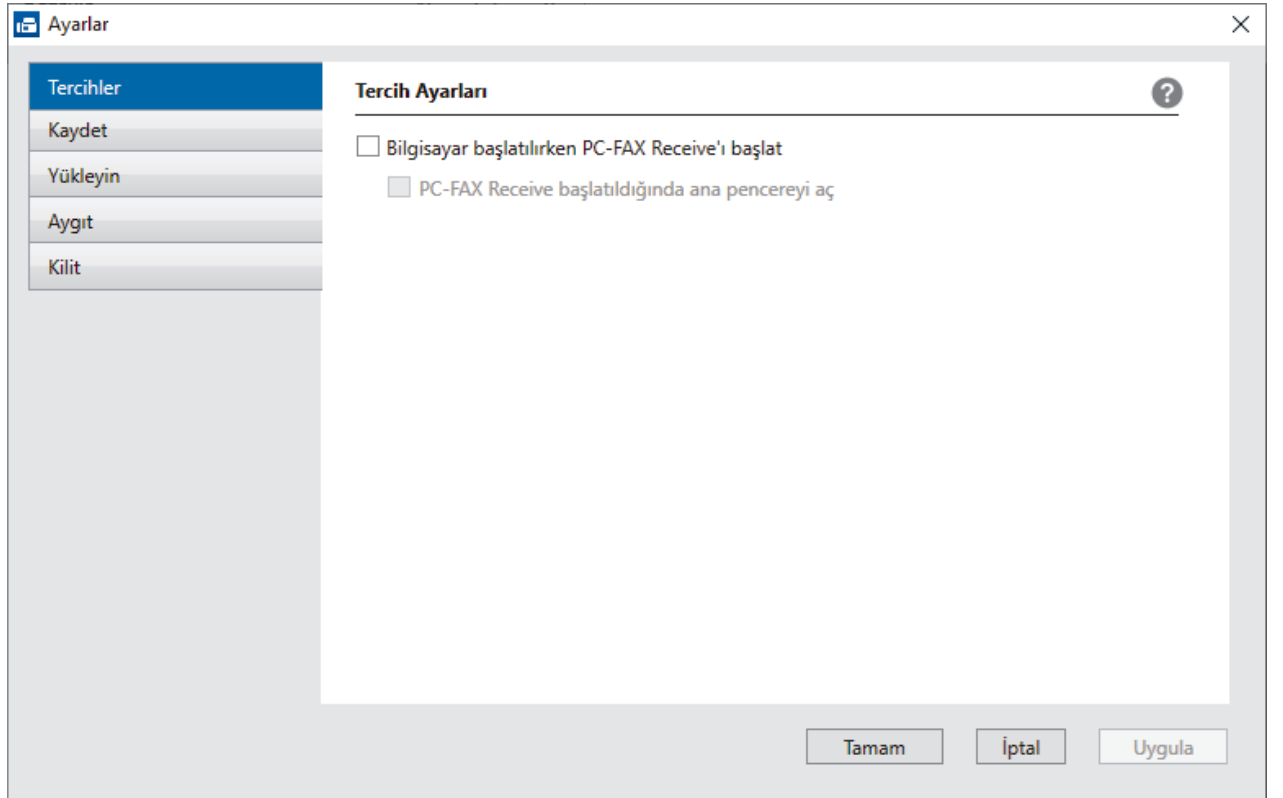 Ayarlar
Tercihler
Kaydet
Yükleyin
Aygıt
Kilit
Tercih Ayarları
?
Bilgisayar başlatılırken PC-FAX Receive'ı başlat
PC-FAX Receive başlatıldığında ana pencereyi aç
Tamam
İptal
Uygula